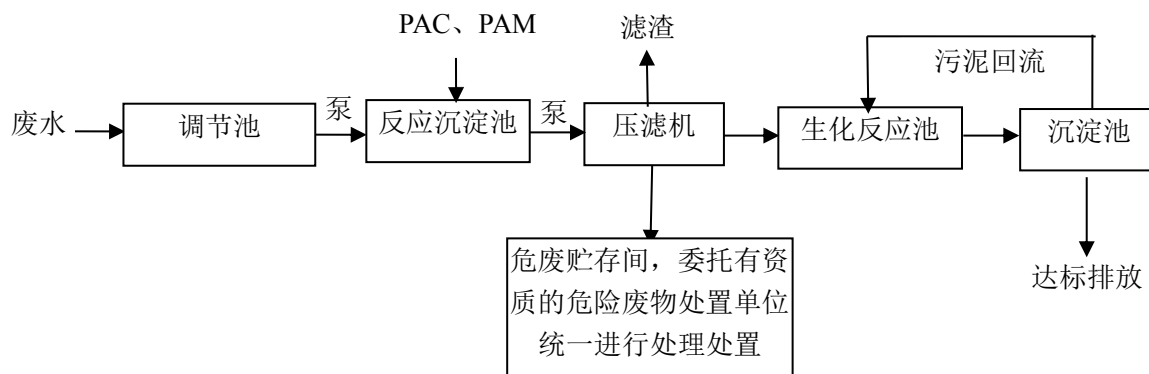 PAC、PAM
滤渣
污泥回流
废水
调节池
泵
反应沉淀池
泵
压滤机
生化反应池
沉淀池
危废贮存间，委托有资
质的危险废物处置单位
统一进行处理处置
达标排放